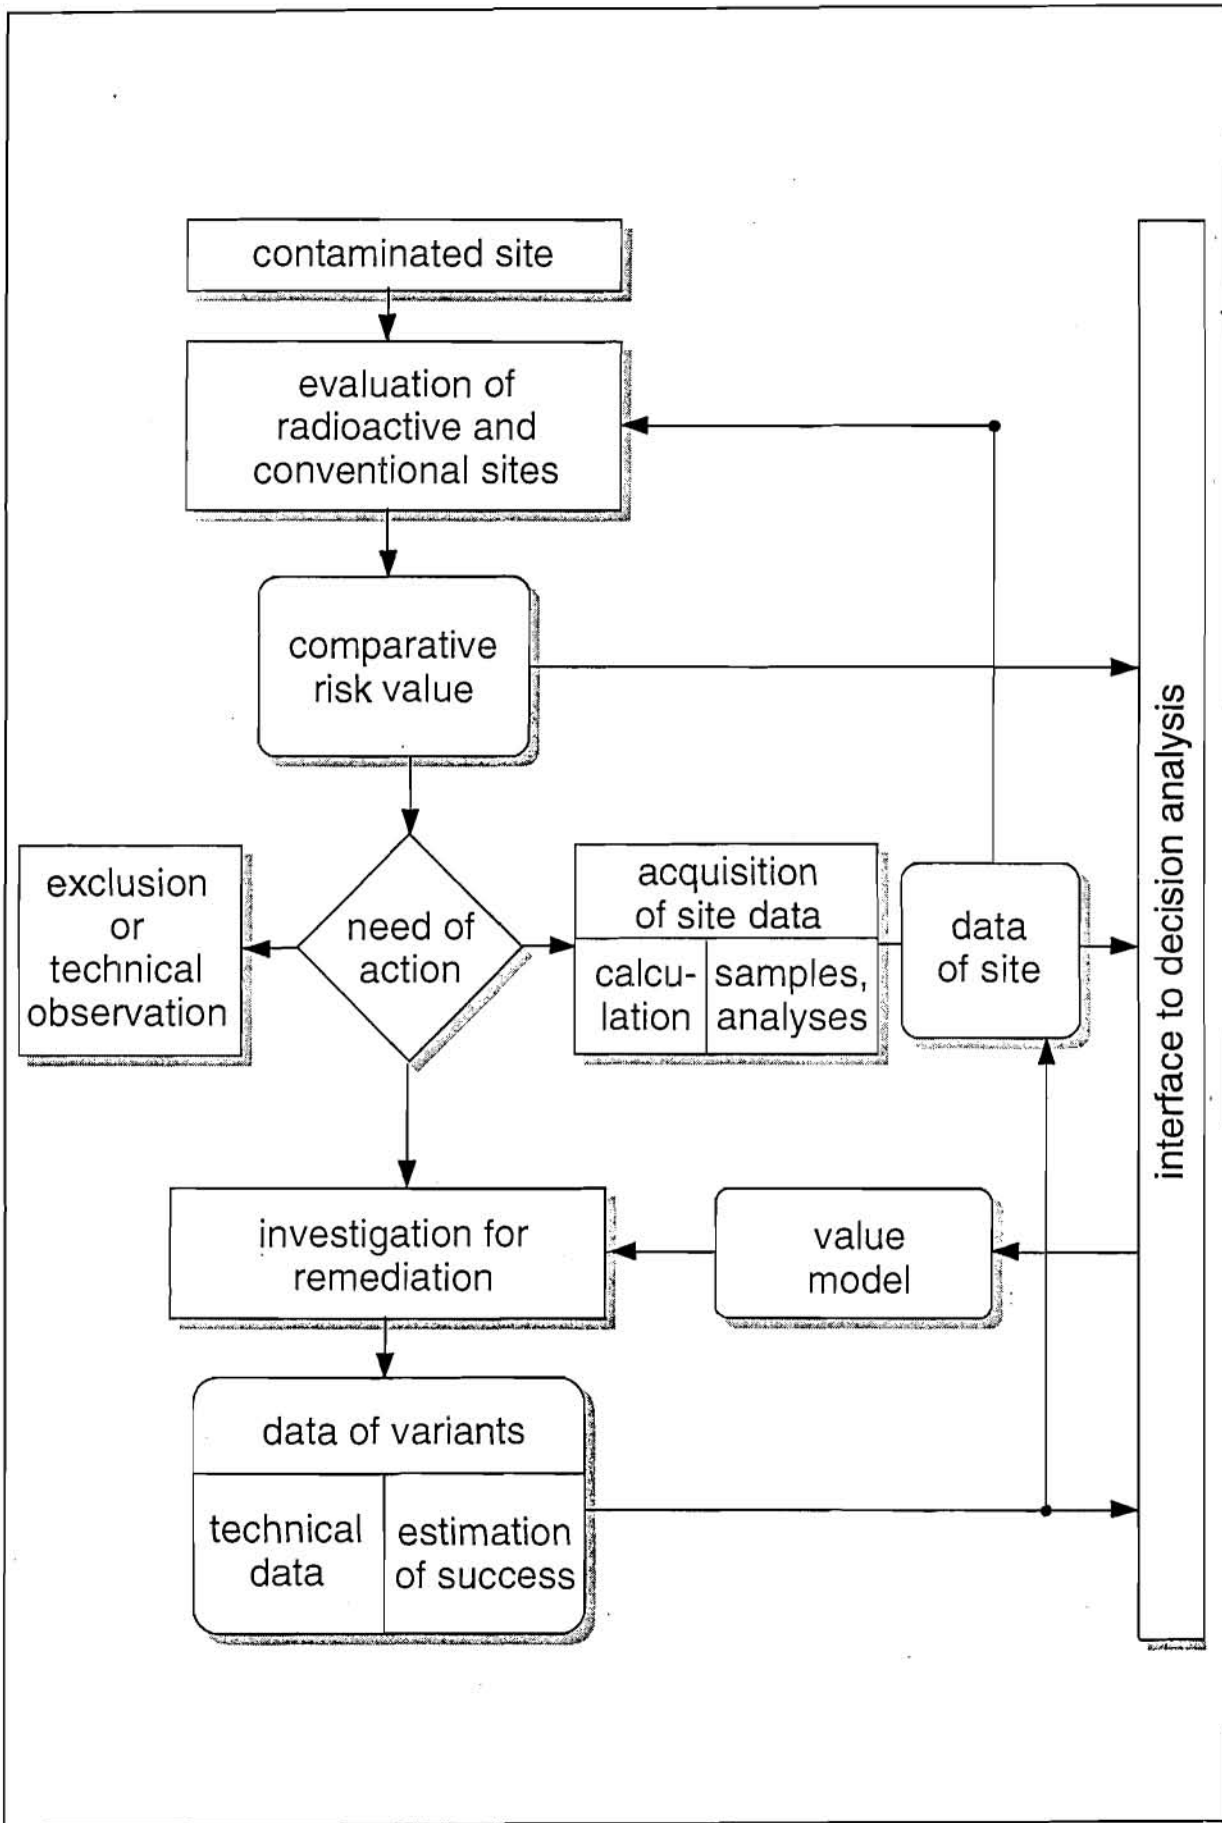 contaminated site
evaluation of
radioactive and
conventional sites
comparative
risk value
exclusion
or
technical
observation
need of
action
acquisition
of site data
calcu-
lation
samples,
analyses
data
of site
investigation for
remediation
value
model
data of variants
technical
data
estimation
of success
interface to decision analysis